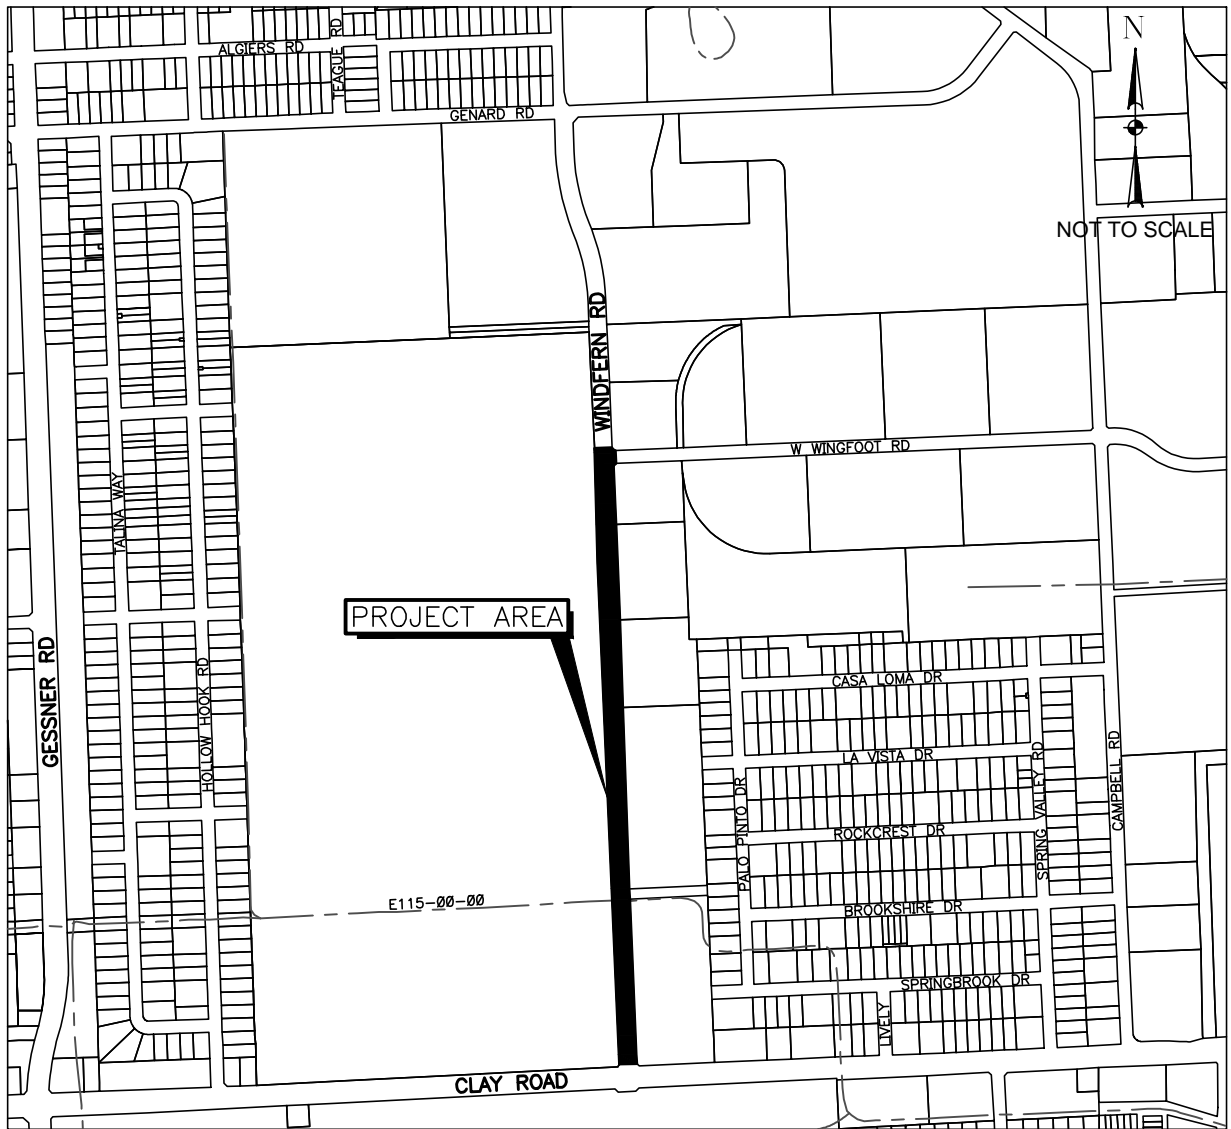 N
NOT TO SCALE
ALGIERS RD
TEAGUE RD
GENARD RD
WINDFERN RD
W WINGFOOT RD
TALINA WAY
PROJECT AREA
GESSNER RD
HOLLOW HOOK RD
CASA LOMA DR
LA VISTA DR
PALO PINTO DR
SPRING VALLEY RD
CAMPBELL RD
ROCKCREST DR
E115-00-00
BROOKSHIRE DR
SPRINGBROOK DR
LIVELY
CLAY ROAD